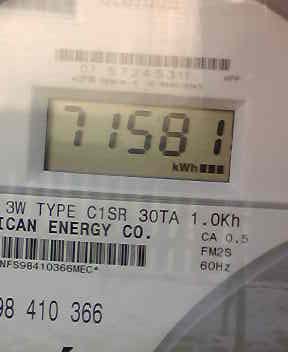 71581
kWh
3W TYPE C1SR 30TA 1.0Kh
ICAN ENERGY CO.
CA 0.5
FM2S
60HZ
NFS98410366MEC*
98 410 366